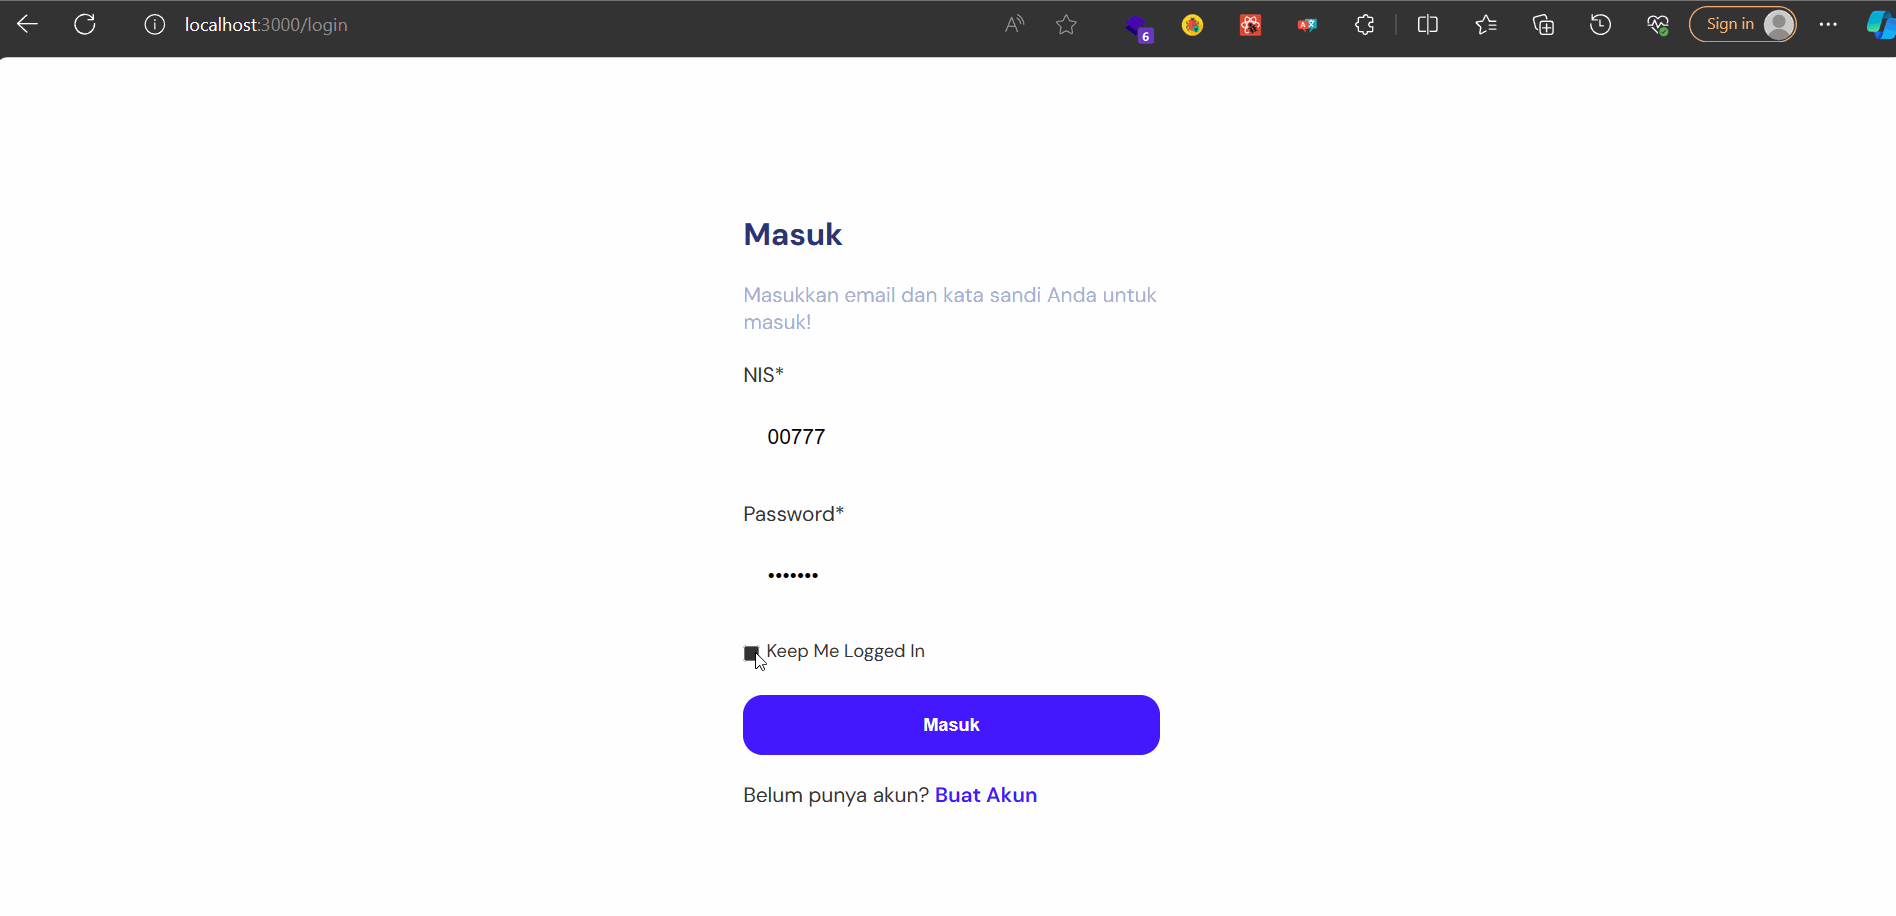 localhost:3000/login
6
Sign in
Masuk
Masukkan email dan kata sandi Anda untuk
masuk!
NIS*
00777
Password*
•••••••
Keep Me Logged In
Masuk
Belum punya akun? Buat Akun